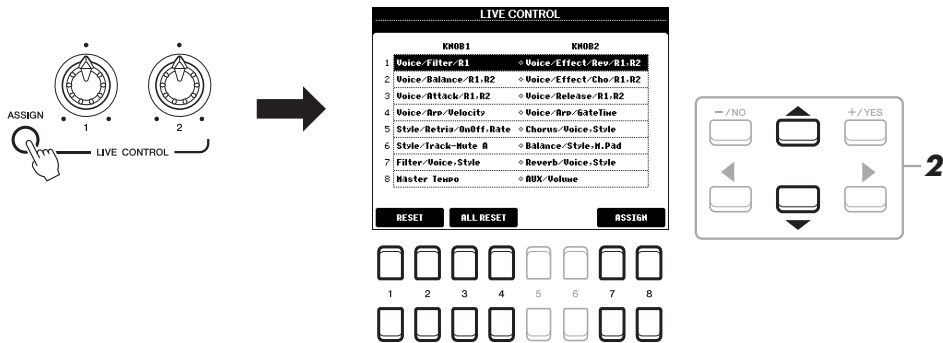 LIVE CONTROL
KNOB1 KNOB2
1 Voice/Filter/R1 Voice/Effect/Rev/R1,R2
2 Voice/Balance/R1,R2 Voice/Effect/Cho/R1,R2
3 Voice/Attack/R1,R2 Voice/Release/R1,R2
4 Voice/Arp/Velocity Voice/Arp/GateTime
5 Style/Retrig/OnOff,Rate Chorus/Voice,Style
6 Style/Track-Mute A Balance/Style,M.Pad
7 Filter/Voice,Style Reverb/Voice,Style
8 Master Tempo AUX/Volume
RESET ALL RESET ASSIGN
ASSIGN
1 2
LIVE CONTROL
–/NO +/YES
2
1 2 3 4 5 6 7 8